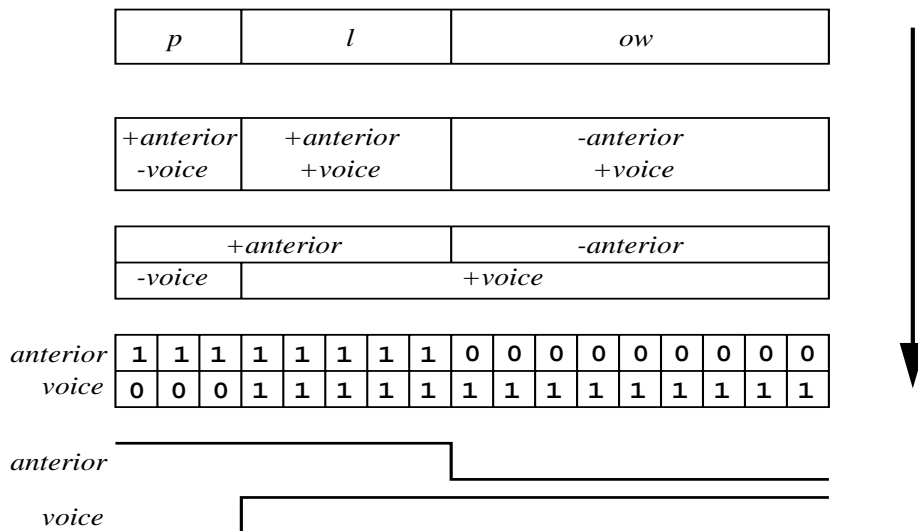 p l ow
+anterior +anterior -anterior
-voice +voice +voice
+anterior -anterior
-voice +voice
anterior 1 1 1 1 1 1 1 1 0 0 0 0 0 0 0 0 0
voice 0 0 0 1 1 1 1 1 1 1 1 1 1 1 1 1 1
anterior
voice